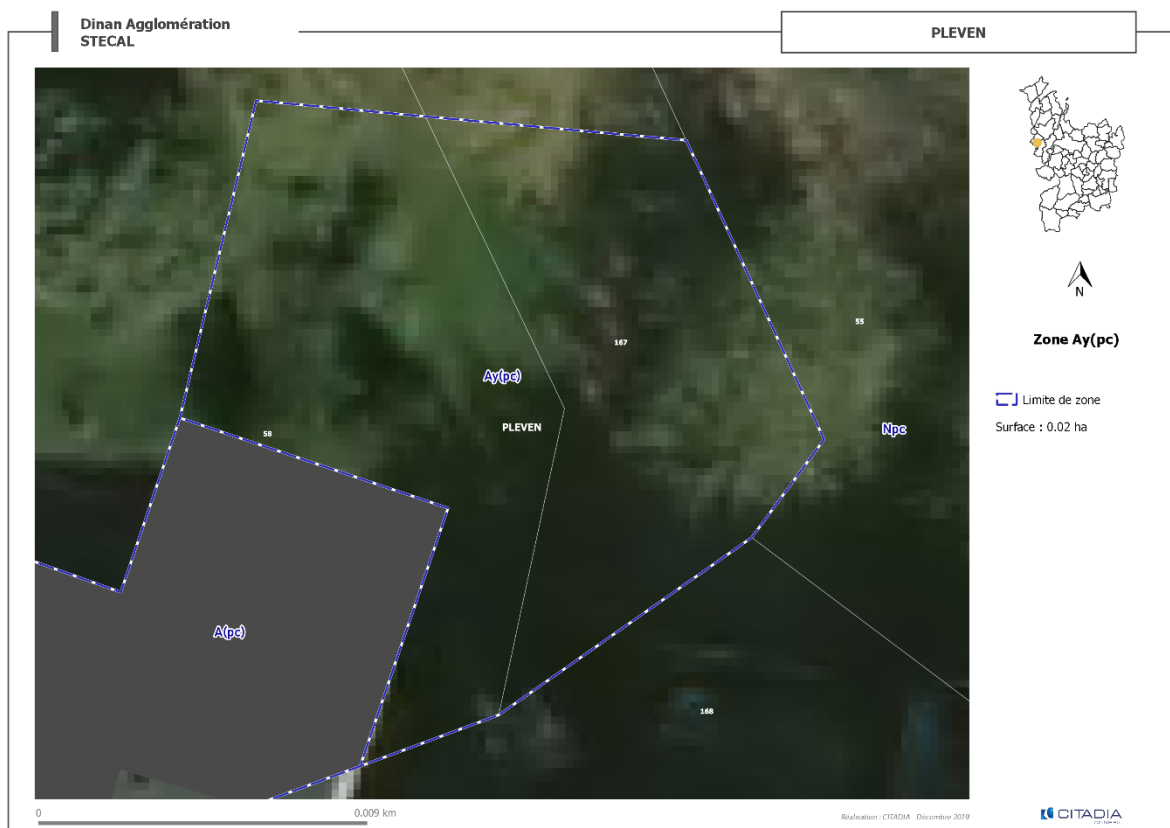 Dinan Agglomération
STECAL
PLEVEN
N
Zone Ay(pc)
Limite de zone
Surface : 0.02 ha
55
167
Ay(pc)
PLEVEN
Npc
58
A(pc)
168
0
0.009 km
Réalisation : CITADIA Décembre 2019
CITADIA